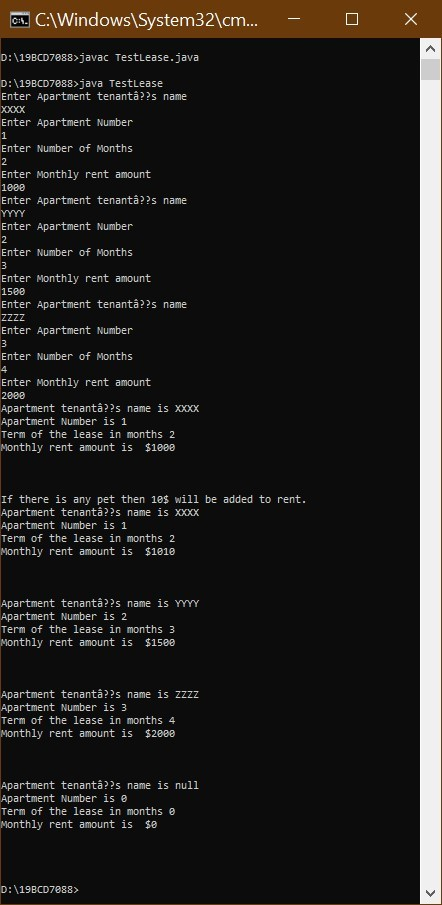 C:\Windows\System32\cm...
D:\19BCD7088>javac TestLease.java
D:\19BCD7088>java TestLease
Enter Apartment tenantâ??s name
XXXX
Enter Apartment Number
1
Enter Number of Months
2
Enter Monthly rent amount
1000
Enter Apartment tenantâ??s name
YYYY
Enter Apartment Number
2
Enter Number of Months
3
Enter Monthly rent amount
1500
Enter Apartment tenantâ??s name
ZZZZ
Enter Apartment Number
3
Enter Number of Months
4
Enter Monthly rent amount
2000
Apartment tenantâ??s name is XXXX
Apartment Number is 1
Term of the lease in months 2
Monthly rent amount is  $1000
If there is any pet then 10$ will be added to rent.
Apartment tenantâ??s name is XXXX
Apartment Number is 1
Term of the lease in months 2
Monthly rent amount is  $1010
Apartment tenantâ??s name is YYYY
Apartment Number is 2
Term of the lease in months 3
Monthly rent amount is  $1500
Apartment tenantâ??s name is ZZZZ
Apartment Number is 3
Term of the lease in months 4
Monthly rent amount is  $2000
Apartment tenantâ??s name is null
Apartment Number is 0
Term of the lease in months 0
Monthly rent amount is  $0
D:\19BCD7088>